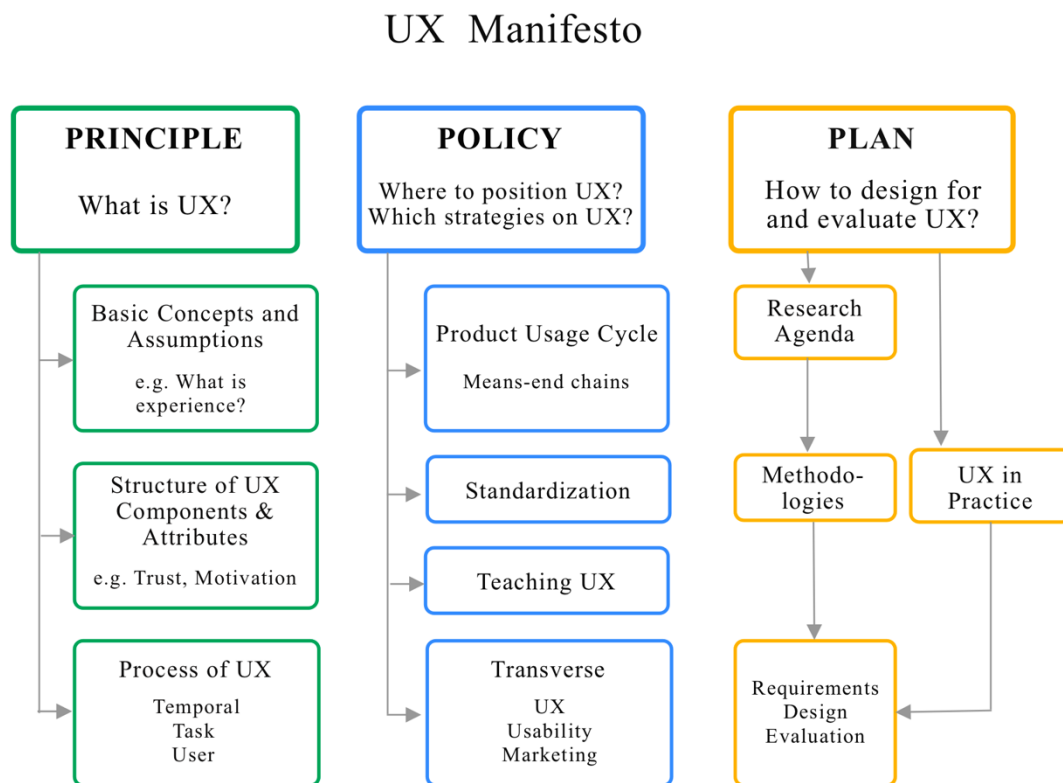 UX Manifesto
PRINCIPLE
What is UX?
Basic Concepts and
Assumptions
e.g. What is
experience?
Structure of UX
Components &
Attributes
e.g. Trust, Motivation
Process of UX
Temporal
Task
User
POLICY
Where to position UX?
Which strategies on UX?
Product Usage Cycle
Means-end chains
Standardization
Teaching UX
Transverse
UX
Usability
Marketing
PLAN
How to design for
and evaluate UX?
Research
Agenda
Methodo-
logies
UX in
Practice
Requirements
Design
Evaluation